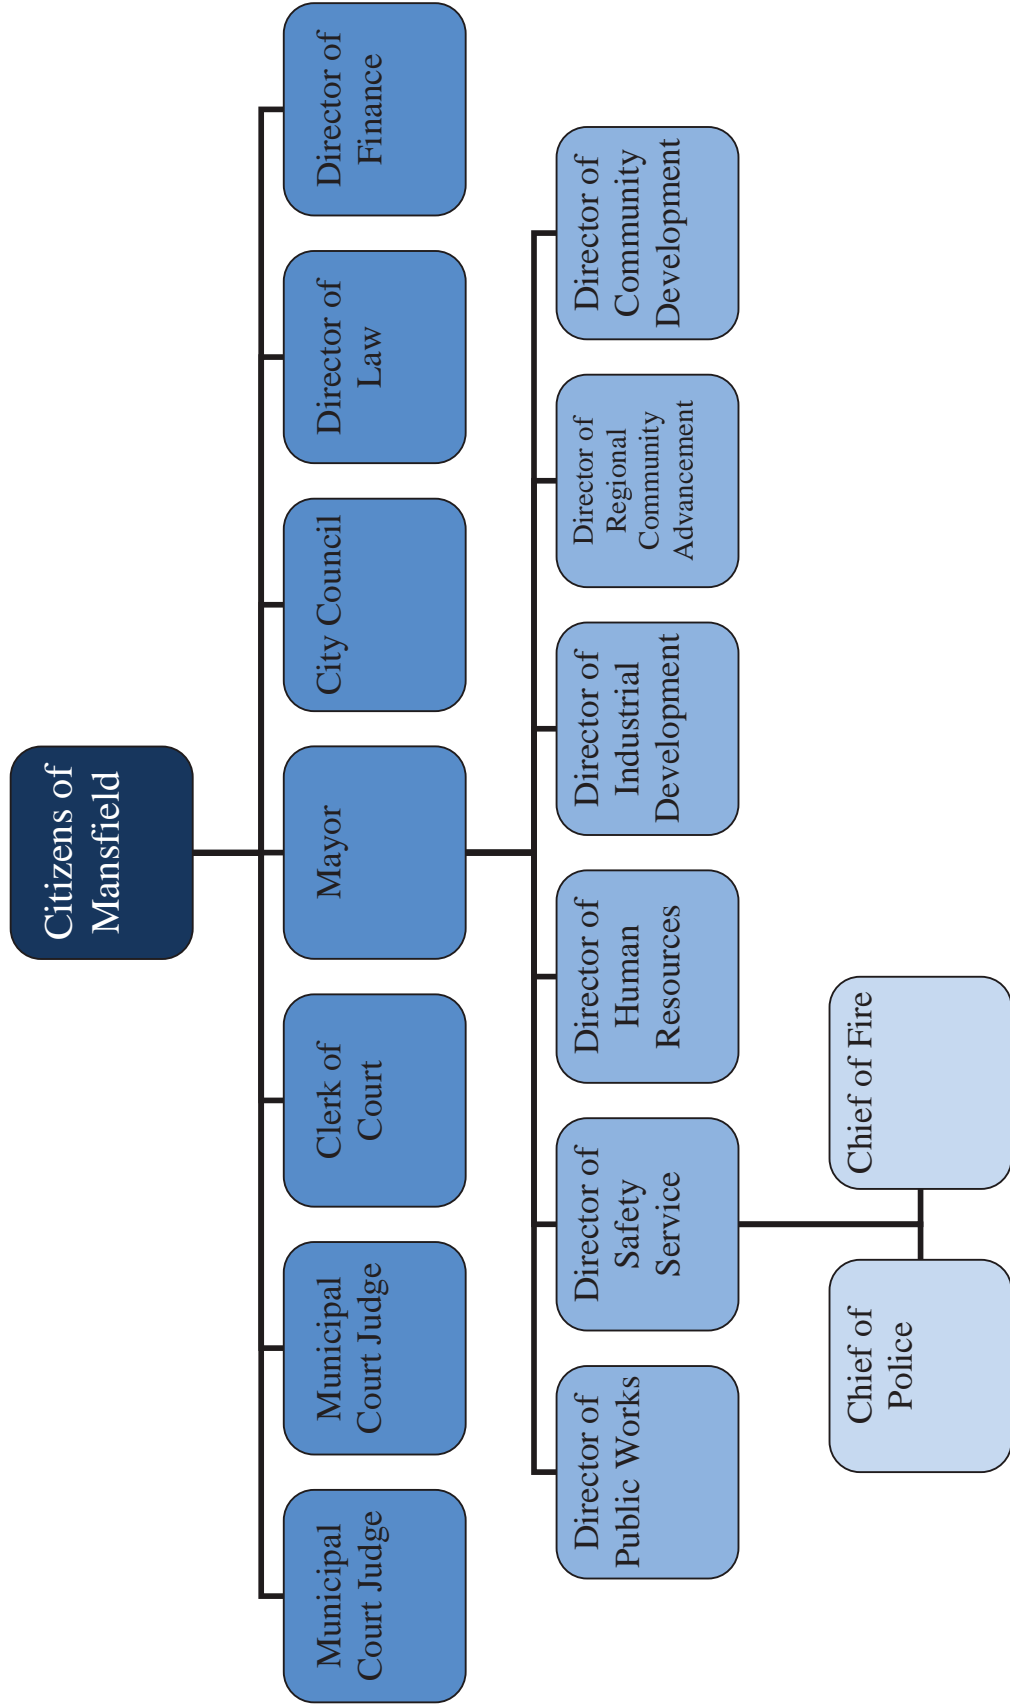 Citizens of
Mansfield
Municipal
Court Judge
Municipal
Court Judge
Clerk of
Court
Mayor
City Council
Director of
Law
Director of
Finance
Director of
Public Works
Director of
Safety
Service
Director of
Human
Resources
Director of
Industrial
Development
Director of
Regional
Community
Advancement
Director of
Community
Development
Chief of
Police
Chief of Fire